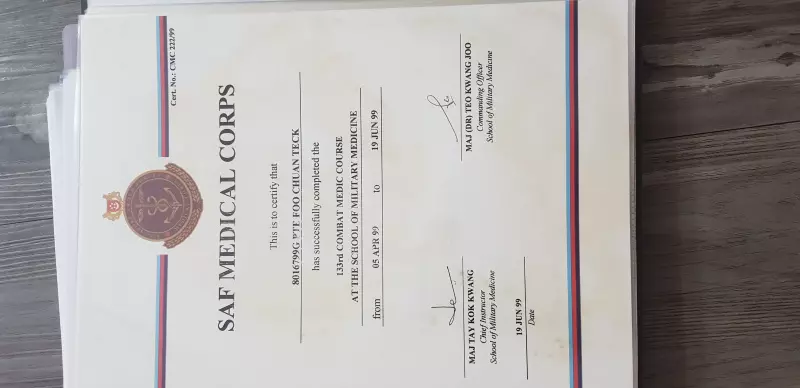 Cert. No.: CMC 222/99
SAF MEDICAL CORPS
This is to certify that
8016799G PTE FOO CHUAN TECK
has successfully completed the
133rd COMBAT MEDIC COURSE
AT THE SCHOOL OF MILITARY MEDICINE
from 05 APR 99 to 19 JUN 99
MAJ TAY KOK KWANG
Chief Instructor
School of Military Medicine
19 JUN 99
Date
MAJ (DR) TEO KWANG JOO
Commanding Officer
School of Military Medicine